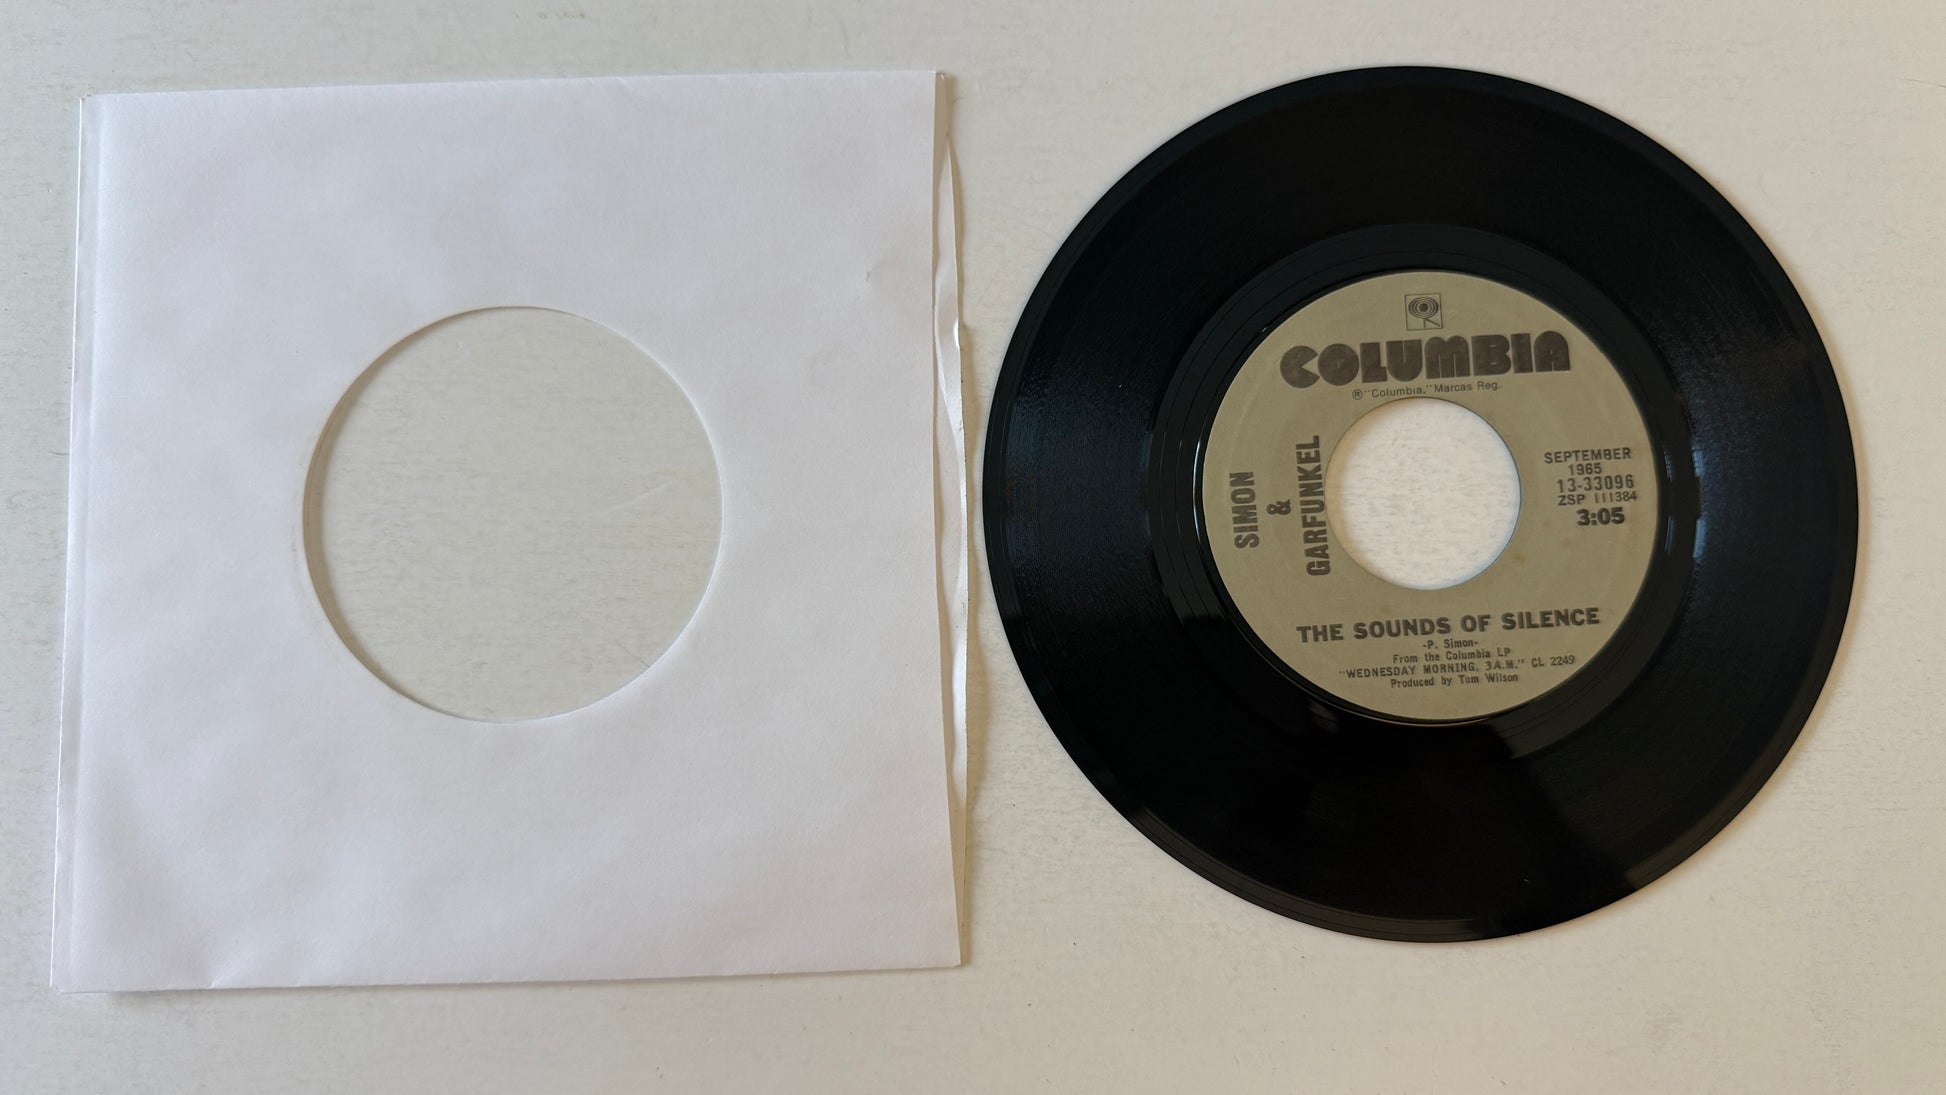 COLUMBIA
® "Columbia," Marcas Reg.
SIMON
&
GARFUNKEL
SEPTEMBER
1965
13-33096
ZSP 111384
3:05
THE SOUNDS OF SILENCE
-P. Simon-
From the Columbia LP
"WEDNESDAY MORNING, 3 A.M." CL 2249
Produced by Tom Wilson